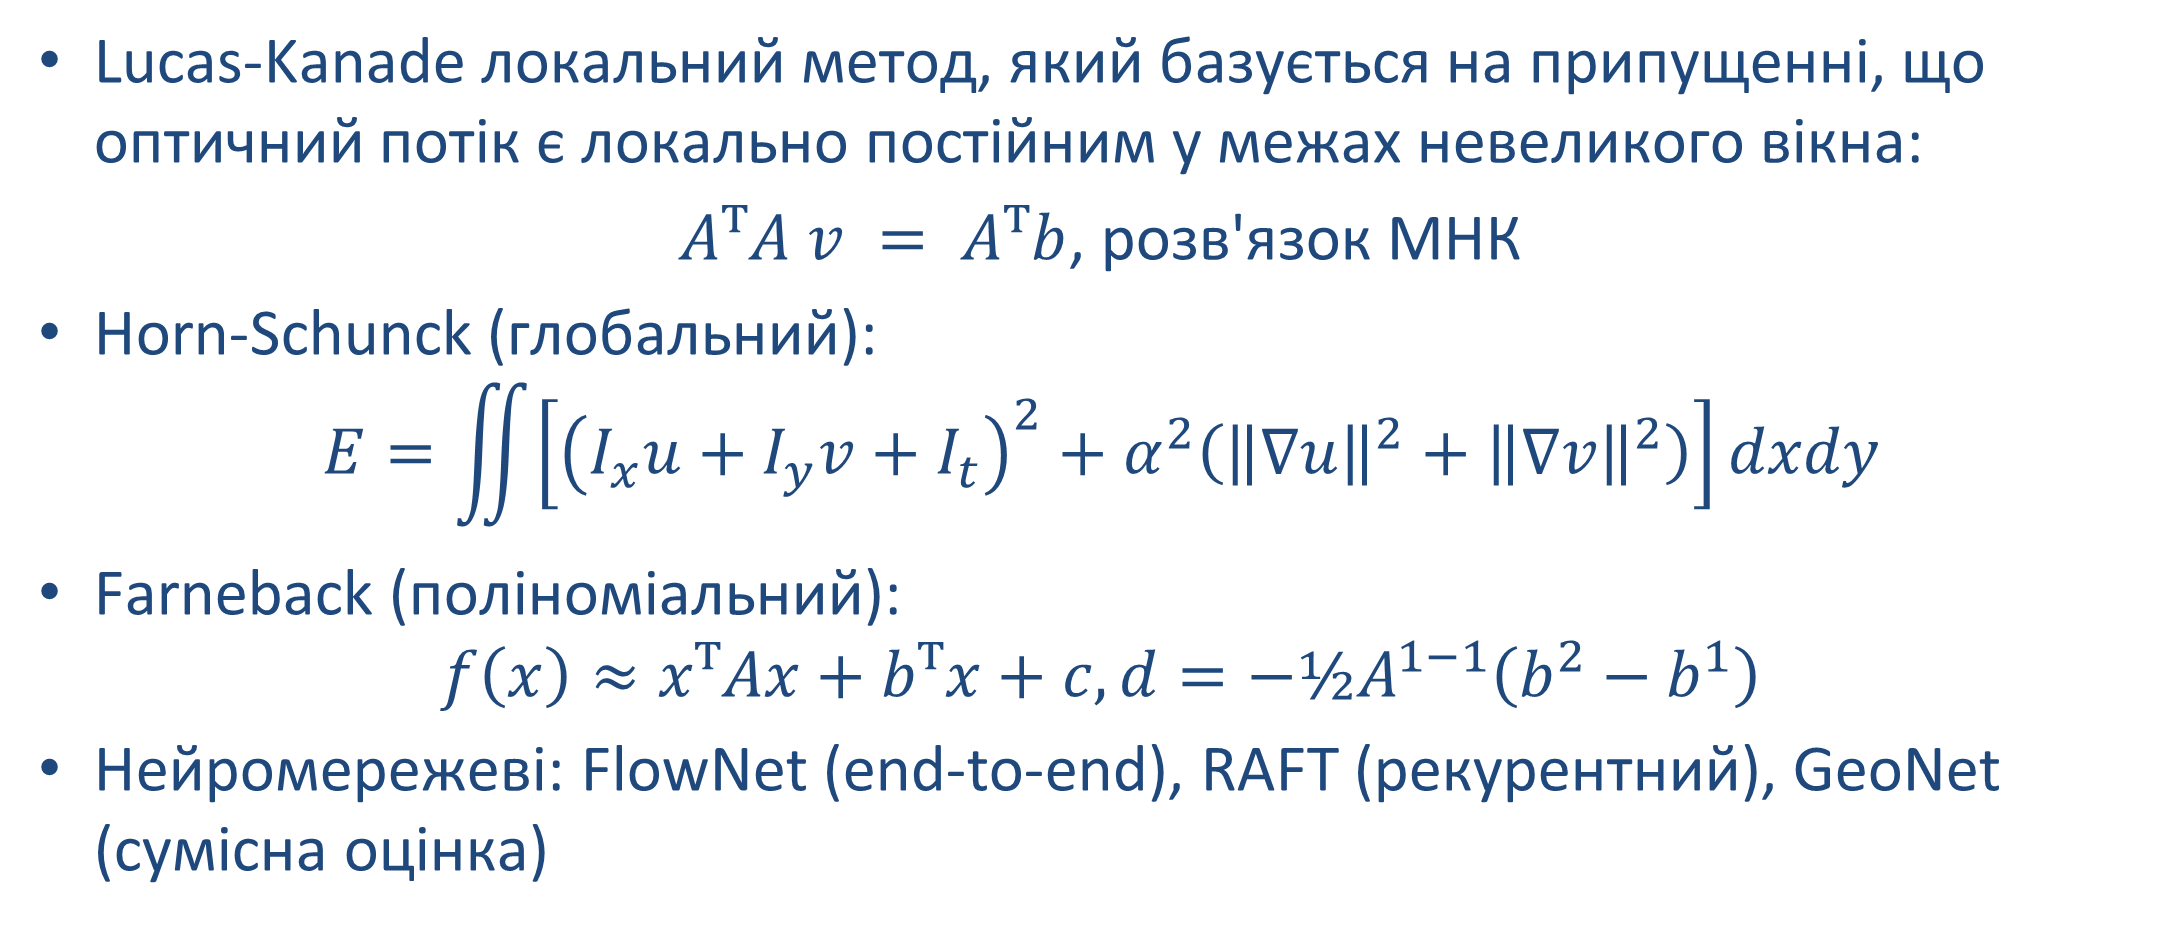 • Lucas-Kanade локальний метод, який базується на припущенні, що
оптичний потік є локально постійним у межах невеликого вікна:
AᵀA v = Aᵀb, розв'язок МНК
• Horn-Schunck (глобальний):
E = ∬[(Iₓu + I_y v + Iₜ)² + α²(‖∇u‖² + ‖∇v‖²)] dxdy
• Farneback (поліноміальний):
f(x) ≈ xᵀAx + bᵀx + c, d = −½A¹⁻¹(b² − b¹)
• Нейромережеві: FlowNet (end-to-end), RAFT (рекурентний), GeoNet
(сумісна оцінка)